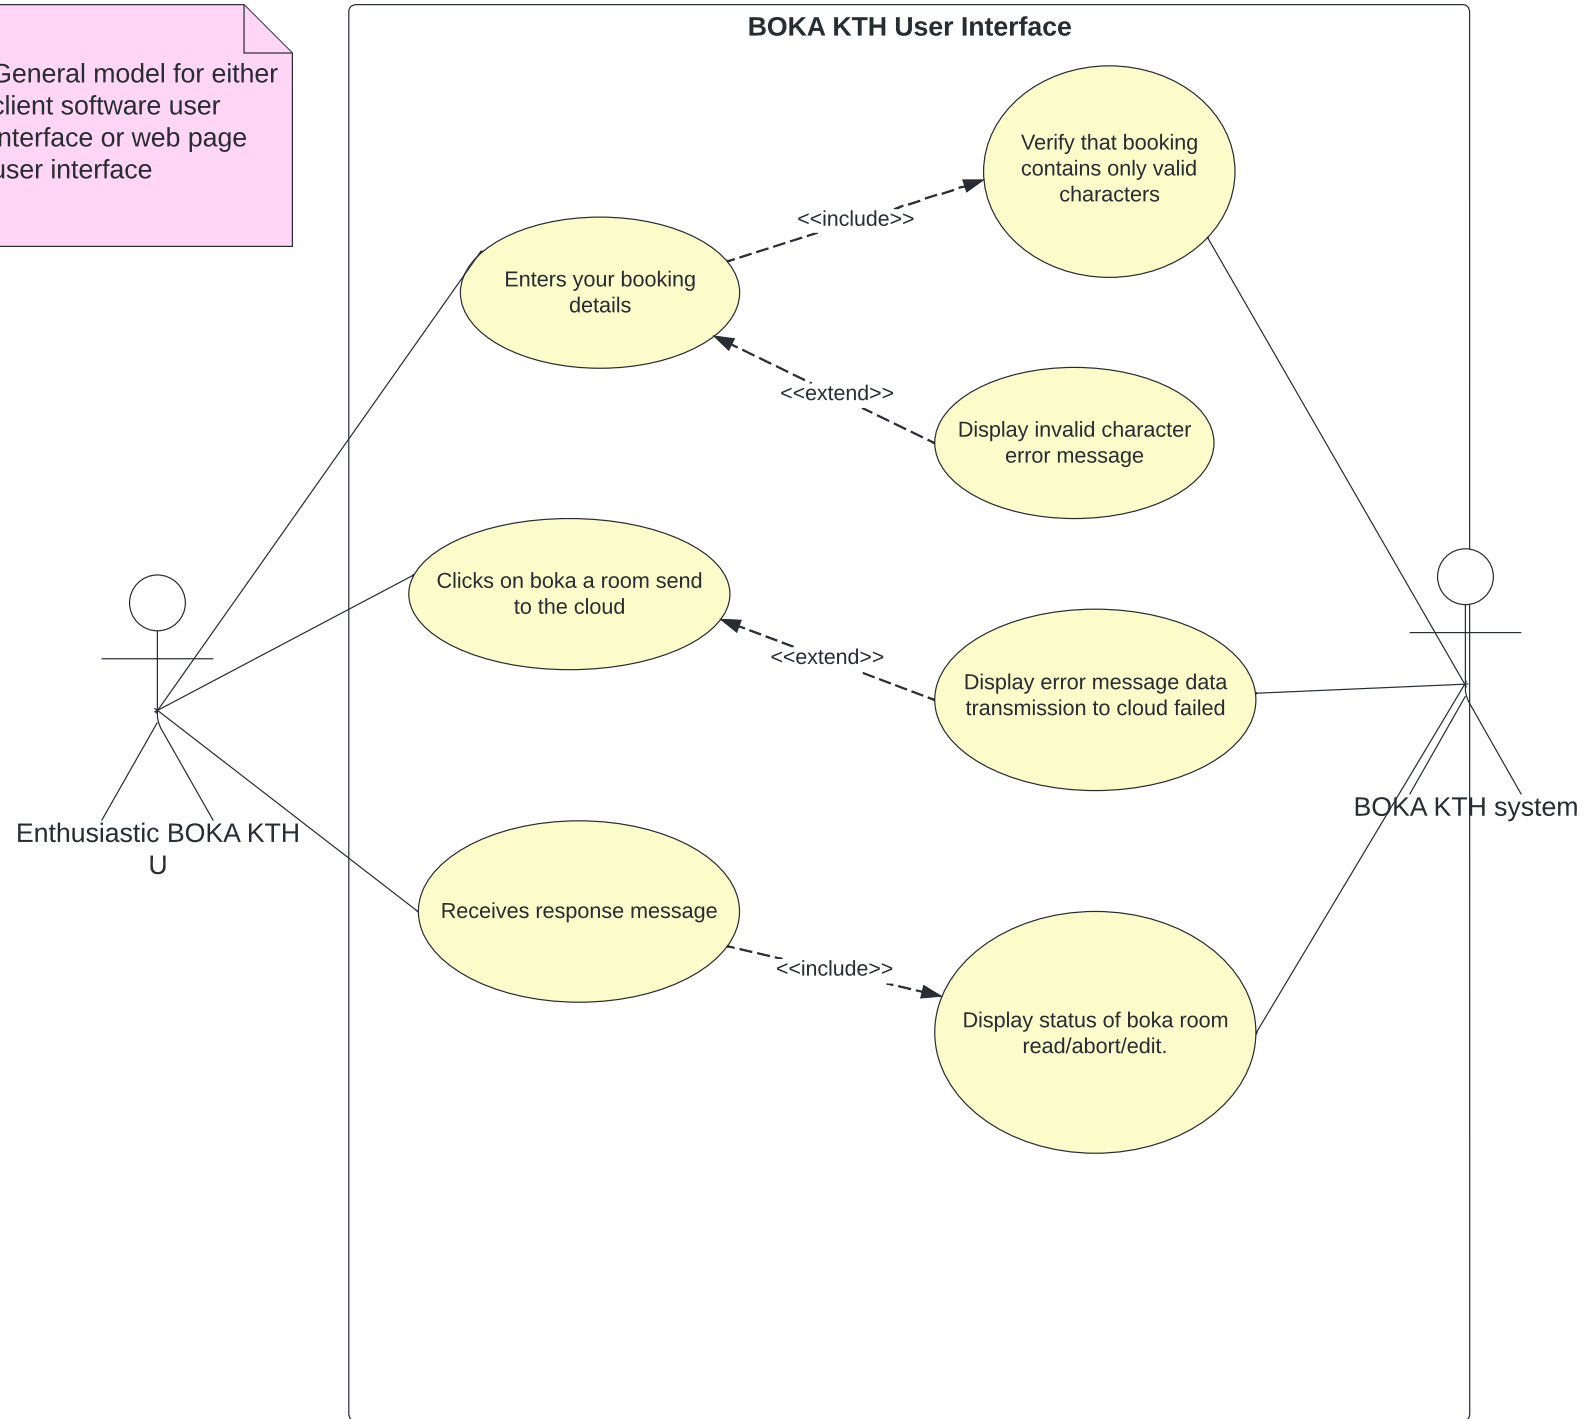 BOKA KTH User Interface
General model for either
client software user
interface or web page
user interface
Verify that booking
contains only valid
characters
<<include>>
Enters your booking
details
<<extend>>
Display invalid character
error message
Clicks on boka a room send
to the cloud
<<extend>>
Display error message data
transmission to cloud failed
Enthusiastic BOKA KTH
U
BOKA KTH system
Receives response message
<<include>>
Display status of boka room
read/abort/edit.